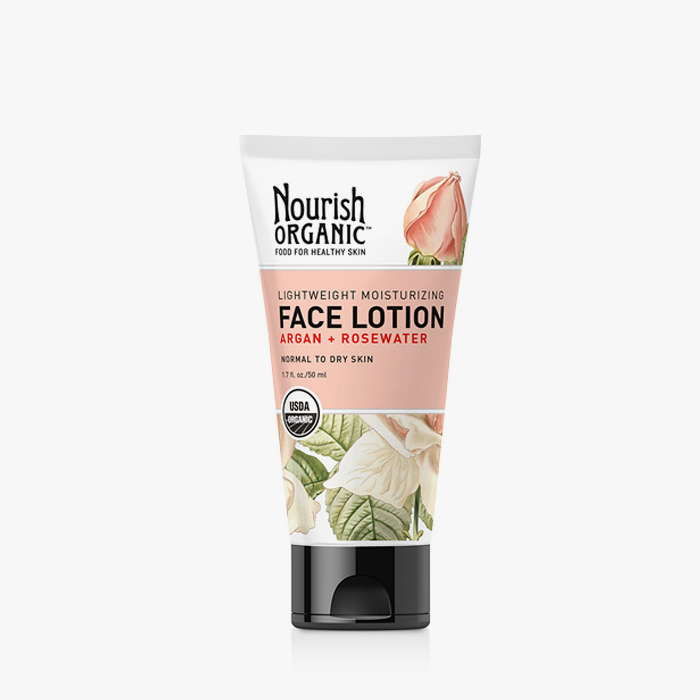 Nourish
ORGANIC™
FOOD FOR HEALTHY SKIN
LIGHTWEIGHT MOISTURIZING
FACE LOTION
ARGAN + ROSEWATER
NORMAL TO DRY SKIN
1.7 fl. oz./50 ml
USDA
ORGANIC